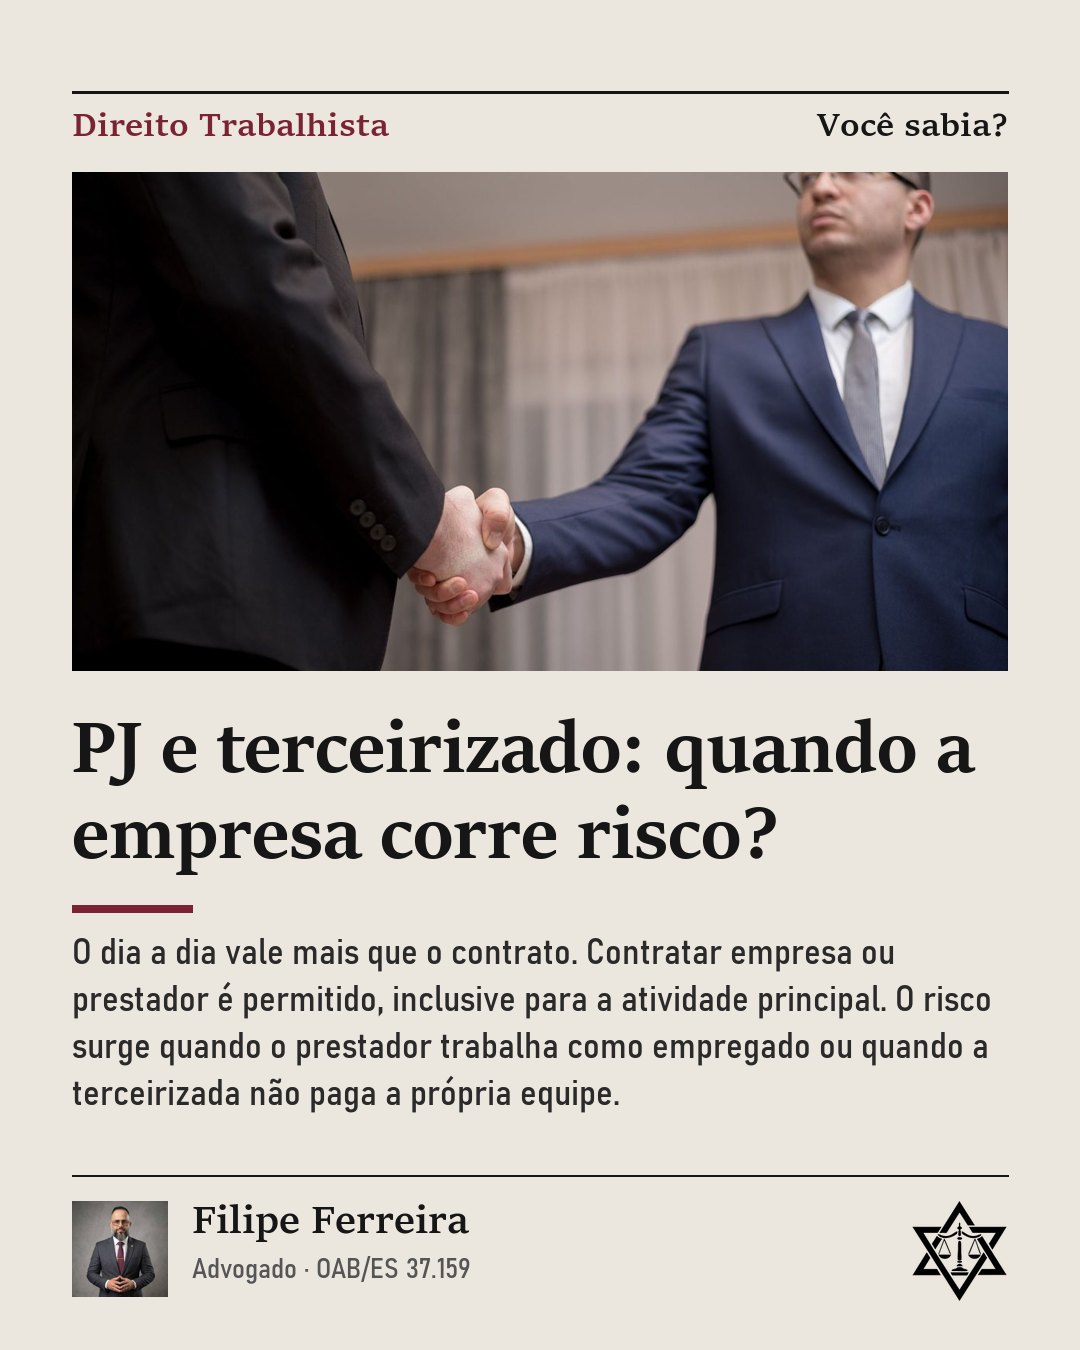 Direito Trabalhista
Você sabia?
PJ e terceirizado: quando a
empresa corre risco?
O dia a dia vale mais que o contrato. Contratar empresa ou
prestador é permitido, inclusive para a atividade principal. O risco
surge quando o prestador trabalha como empregado ou quando a
terceirizada não paga a própria equipe.
Filipe Ferreira
Advogado · OAB/ES 37.159